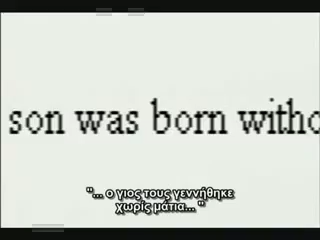 son was born witho
"... ο γιος τους γεννήθηκε
χωρίς μάτια... "